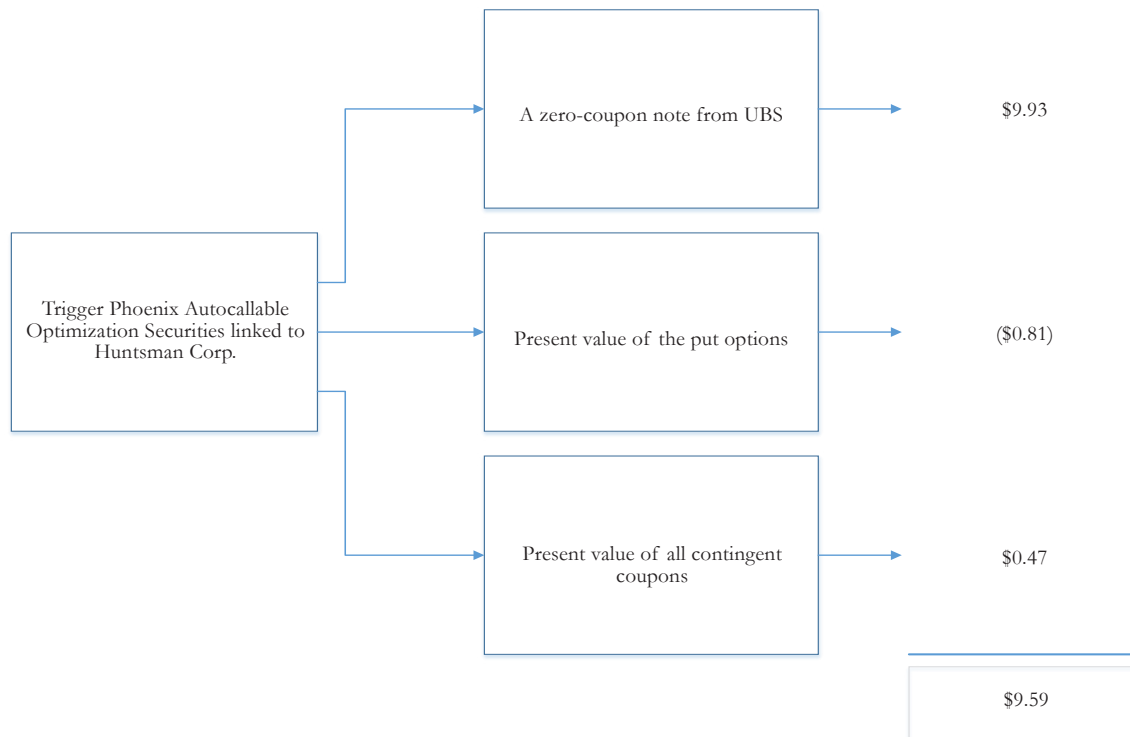 A zero-coupon note from UBS
$9.93
Trigger Phoenix Autocallable
Optimization Securities linked to
Huntsman Corp.
Present value of the put options
($0.81)
Present value of all contingent
coupons
$0.47
$9.59